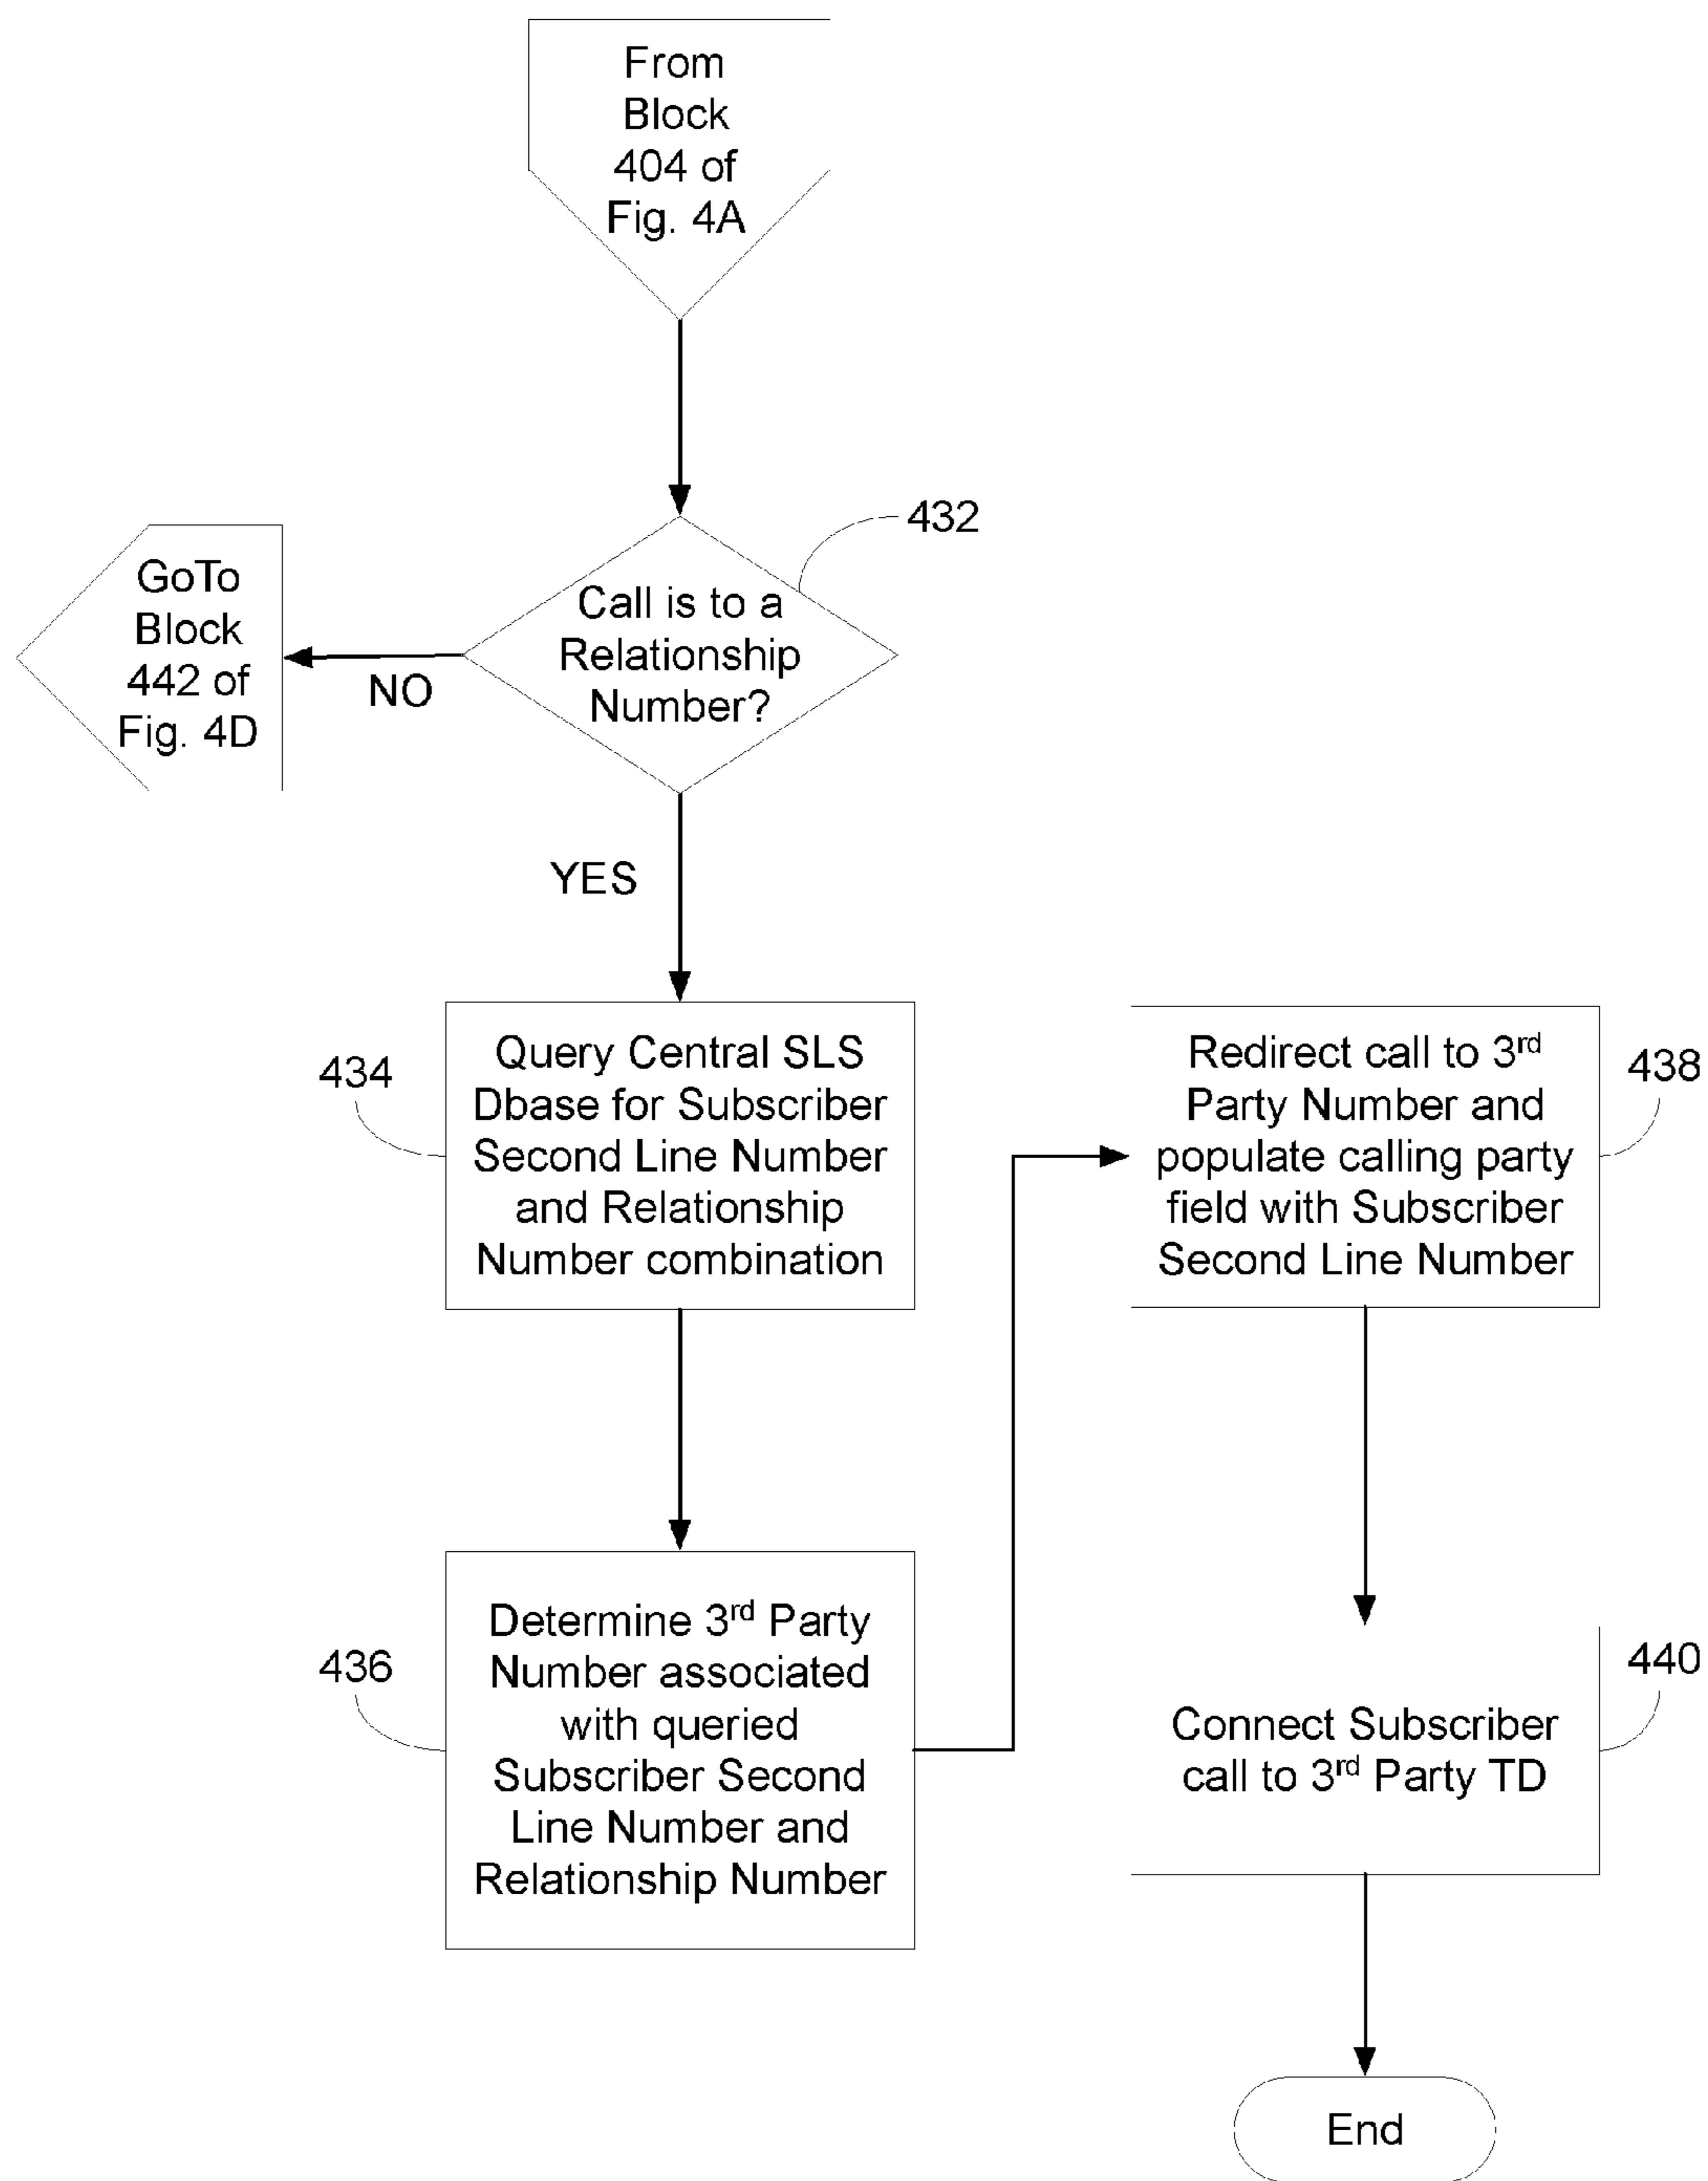 From
Block
404 of
Fig. 4A
432
Call is to a
Relationship
Number?
NO
GoTo
Block
442 of
Fig. 4D
YES
434
Query Central SLS
Dbase for Subscriber
Second Line Number
and Relationship
Number combination
436
Determine 3rd Party
Number associated
with queried
Subscriber Second
Line Number and
Relationship Number
438
Redirect call to 3rd
Party Number and
populate calling party
field with Subscriber
Second Line Number
440
Connect Subscriber
call to 3rd Party TD
End